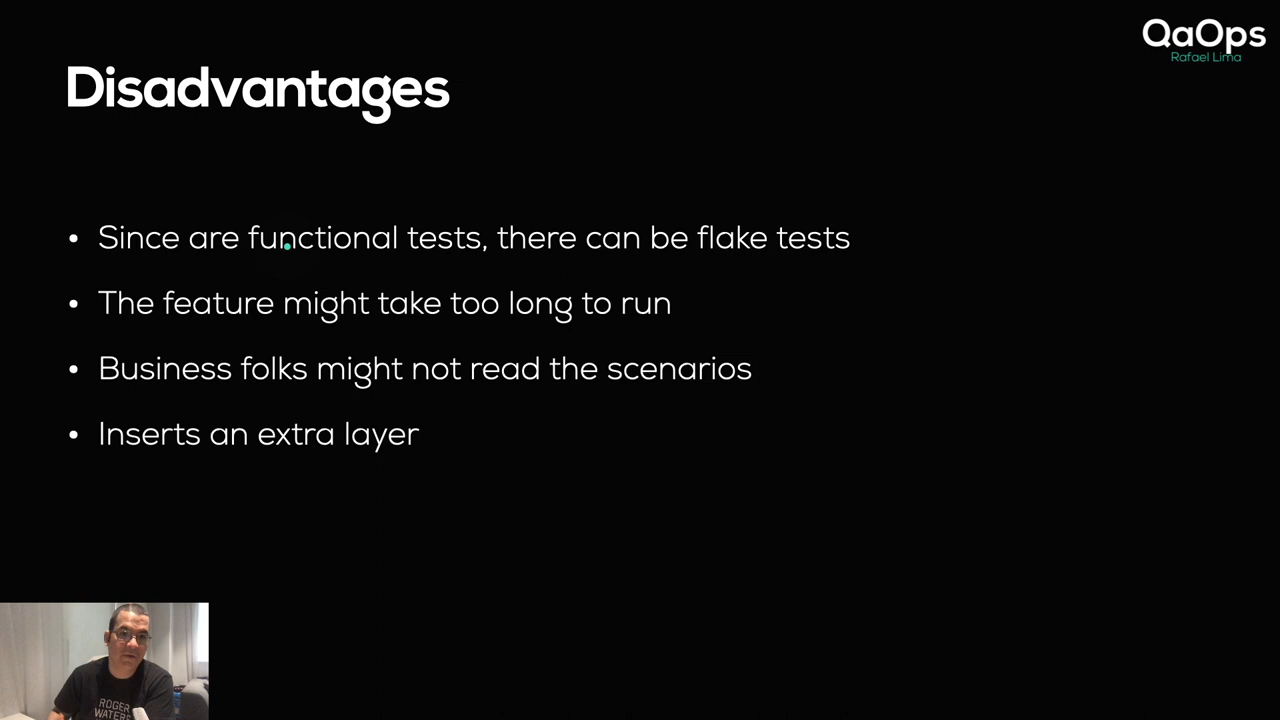 QaOps
Rafael Lima
Disadvantages
• Since are functional tests, there can be flake tests
• The feature might take too long to run
• Business folks might not read the scenarios
• Inserts an extra layer
ROGER
WATERS